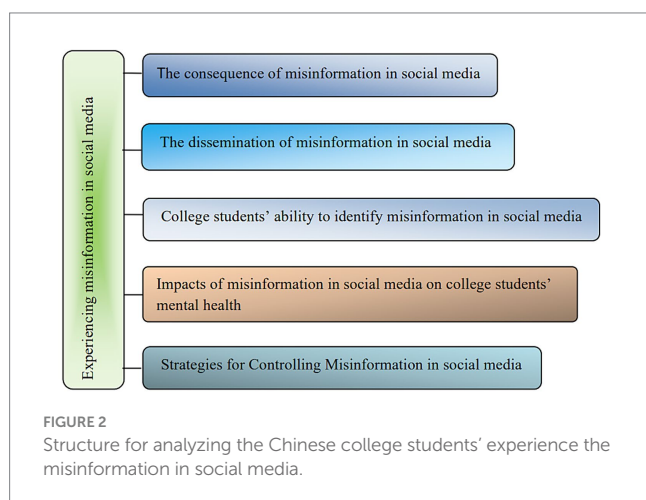 Experiencing misinformation in social media
The consequence of misinformation in social media
The dissemination of misinformation in social media
College students' ability to identify misinformation in social media
Impacts of misinformation in social media on college students'
mental health
Strategies for Controlling Misinformation in social media
FIGURE 2
Structure for analyzing the Chinese college students' experience the
misinformation in social media.